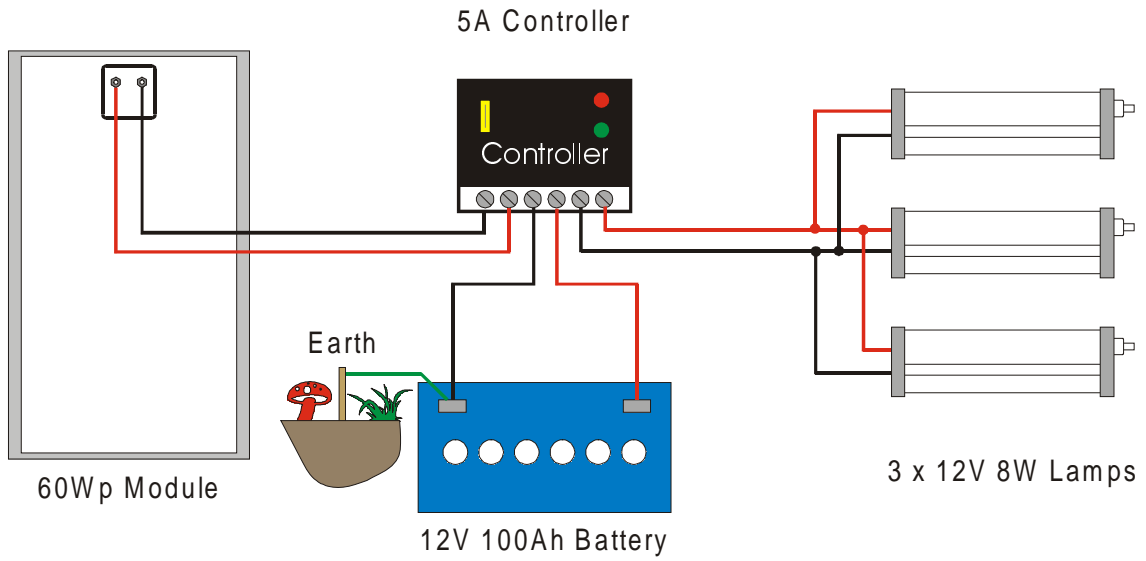 5A Controller
Controller
Earth
60Wp Module
3 x 12V 8W Lamps
12V 100Ah Battery